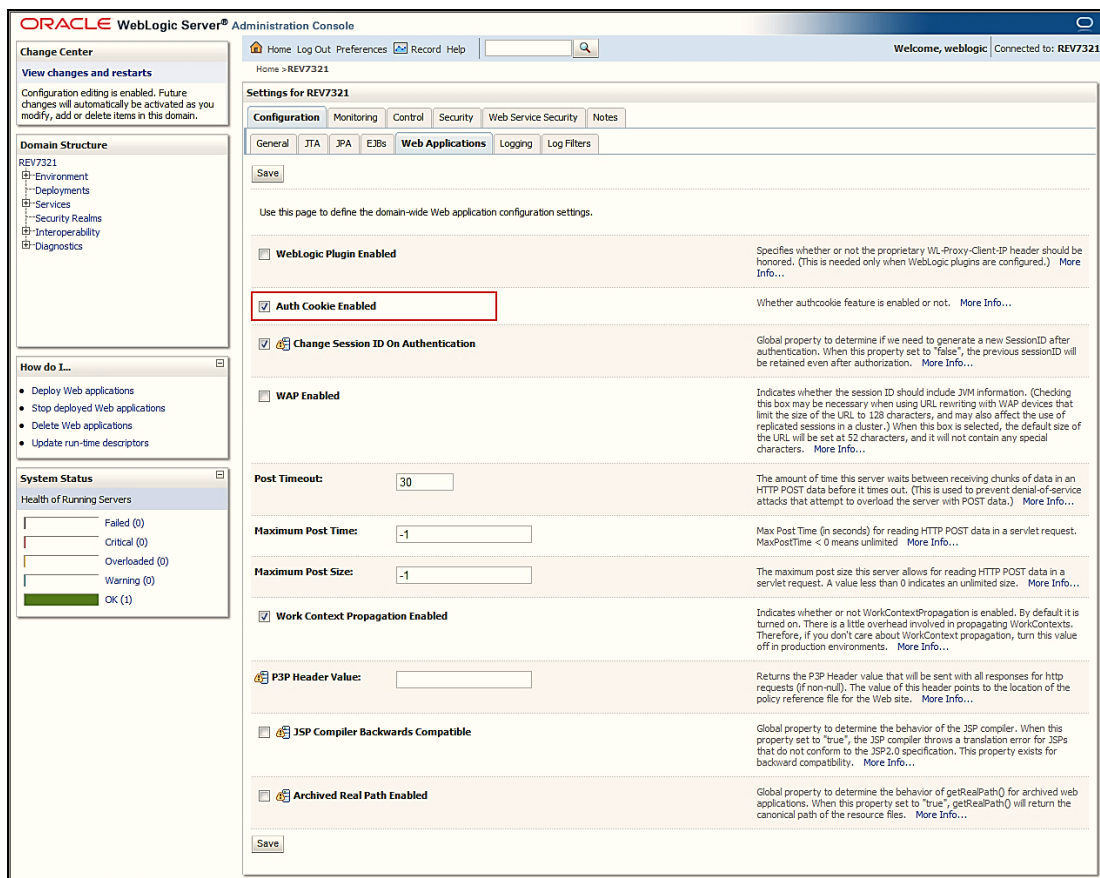 ORACLE WebLogic Server® Administration Console
Change Center
View changes and restarts
Configuration editing is enabled. Future
changes will automatically be activated as you
modify, add or delete items in this domain.
Domain Structure
REV7321
Environment
Deployments
Services
Security Realms
Interoperability
Diagnostics
How do I...
Deploy Web applications
Stop deployed Web applications
Delete Web applications
Update run-time descriptors
System Status
Health of Running Servers
Failed (0)
Critical (0)
Overloaded (0)
Warning (0)
OK (1)
Home Log Out Preferences Record Help
Welcome, weblogic Connected to: REV7321
Home >REV7321
Settings for REV7321
Configuration Monitoring Control Security Web Service Security Notes
General JTA JPA EJBs Web Applications Logging Log Filters
Save
Use this page to define the domain-wide Web application configuration settings.
WebLogic Plugin Enabled
Specifies whether or not the proprietary WL-Proxy-Client-IP header should be
honored. (This is needed only when WebLogic plugins are configured.) More
Info...
Auth Cookie Enabled
Whether authcookie feature is enabled or not. More Info...
Change Session ID On Authentication
Global property to determine if we need to generate a new SessionID after
authentication. When this property set to "false", the previous sessionID will
be retained even after authorization. More Info...
WAP Enabled
Indicates whether the session ID should include JVM information. (Checking
this box may be necessary when using URL rewriting with WAP devices that
limit the size of the URL to 128 characters, and may also affect the use of
replicated sessions in a cluster.) When this box is selected, the default size of
the URL will be set at 52 characters, and it will not contain any special
characters. More Info...
Post Timeout: 30
The amount of time this server waits between receiving chunks of data in an
HTTP POST data before it times out. (This is used to prevent denial-of-service
attacks that attempt to overload the server with POST data.) More Info...
Maximum Post Time: -1
Max Post Time (in seconds) for reading HTTP POST data in a servlet request.
MaxPostTime < 0 means unlimited More Info...
Maximum Post Size: -1
The maximum post size this server allows for reading HTTP POST data in a
servlet request. A value less than 0 indicates an unlimited size. More Info...
Work Context Propagation Enabled
Indicates whether or not WorkContextPropagation is enabled. By default it is
turned on. There is a little overhead involved in propagating WorkContexts.
Therefore, if you don't care about WorkContext propagation, turn this value
off in production environments. More Info...
P3P Header Value:
Returns the P3P Header value that will be sent with all responses for http
requests (if non-null). The value of this header points to the location of the
policy reference file for the Web site. More Info...
JSP Compiler Backwards Compatible
Global property to determine the behavior of the JSP compiler. When this
property set to "true", the JSP compiler throws a translation error for JSPs
that do not conform to the JSP2.0 specification. This property exists for
backward compatibility. More Info...
Archived Real Path Enabled
Global property to determine the behavior of getRealPath() for archived web
applications. When this property set to "true", getRealPath() will return the
canonical path of the resource files. More Info...
Save